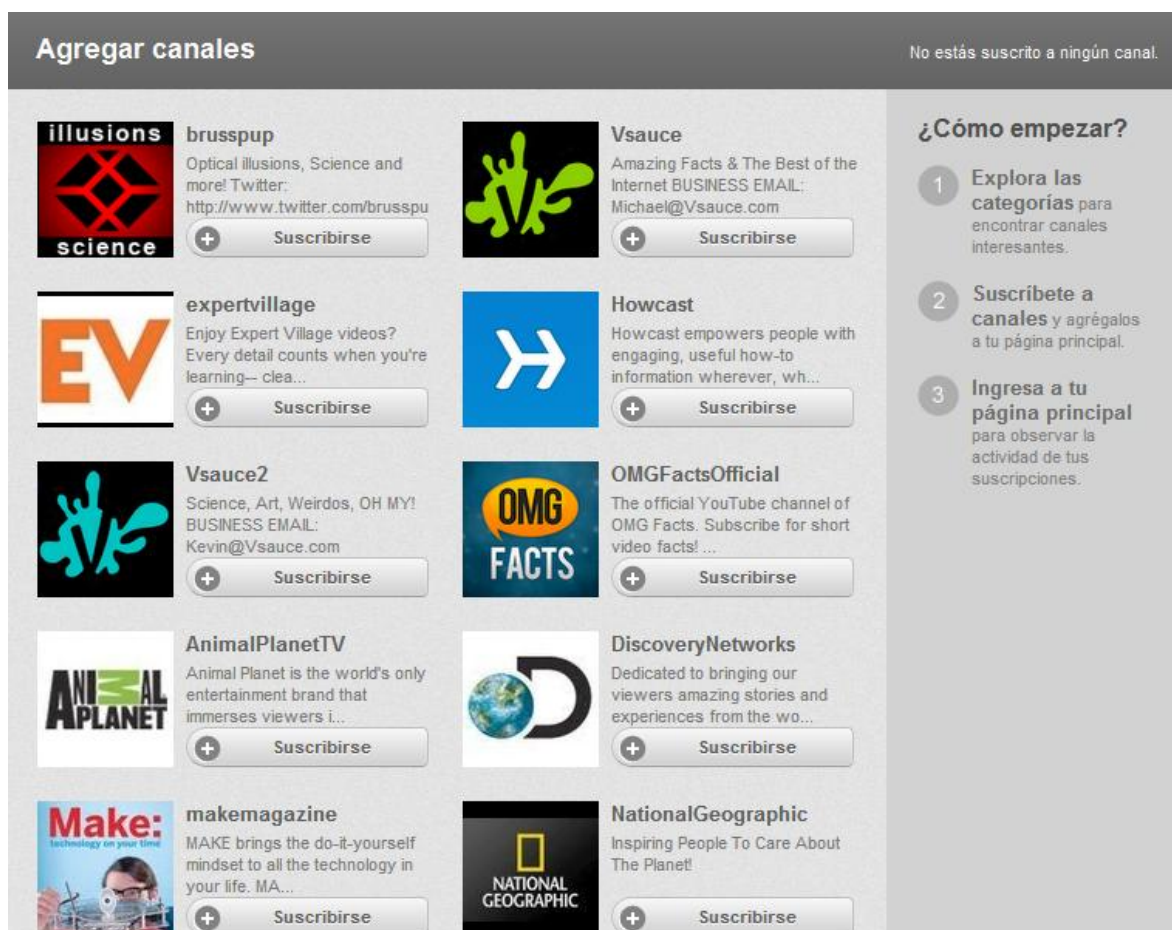 Agregar canales
No estás suscrito a ningún canal.
illusions
science
brusspup
Optical illusions, Science and
more! Twitter:
http://www.twitter.com/brusspu
Suscribirse
Vsauce
Amazing Facts & The Best of the
Internet BUSINESS EMAIL:
Michael@Vsauce.com
Suscribirse
EV
expertvillage
Enjoy Expert Village videos?
Every detail counts when you're
learning-- clea...
Suscribirse
Howcast
Howcast empowers people with
engaging, useful how-to
information wherever, wh...
Suscribirse
Vsauce2
Science, Art, Weirdos, OH MY!
BUSINESS EMAIL:
Kevin@Vsauce.com
Suscribirse
OMG
FACTS
OMGFactsOfficial
The official YouTube channel of
OMG Facts. Subscribe for short
video facts! ...
Suscribirse
ANIMAL
PLANET
AnimalPlanetTV
Animal Planet is the world's only
entertainment brand that
immerses viewers i...
Suscribirse
D
DiscoveryNetworks
Dedicated to bringing our
viewers amazing stories and
experiences from the wo...
Suscribirse
Make:
technology on your time
makemagazine
MAKE brings the do-it-yourself
mindset to all the technology in
your life. MA...
Suscribirse
NATIONAL
GEOGRAPHIC
NationalGeographic
Inspiring People To Care About
The Planet!
Suscribirse
¿Cómo empezar?
1 Explora las
categorías para
encontrar canales
interesantes.
2 Suscríbete a
canales y agrégalos
a tu página principal.
3 Ingresa a tu
página principal
para observar la
actividad de tus
suscripciones.